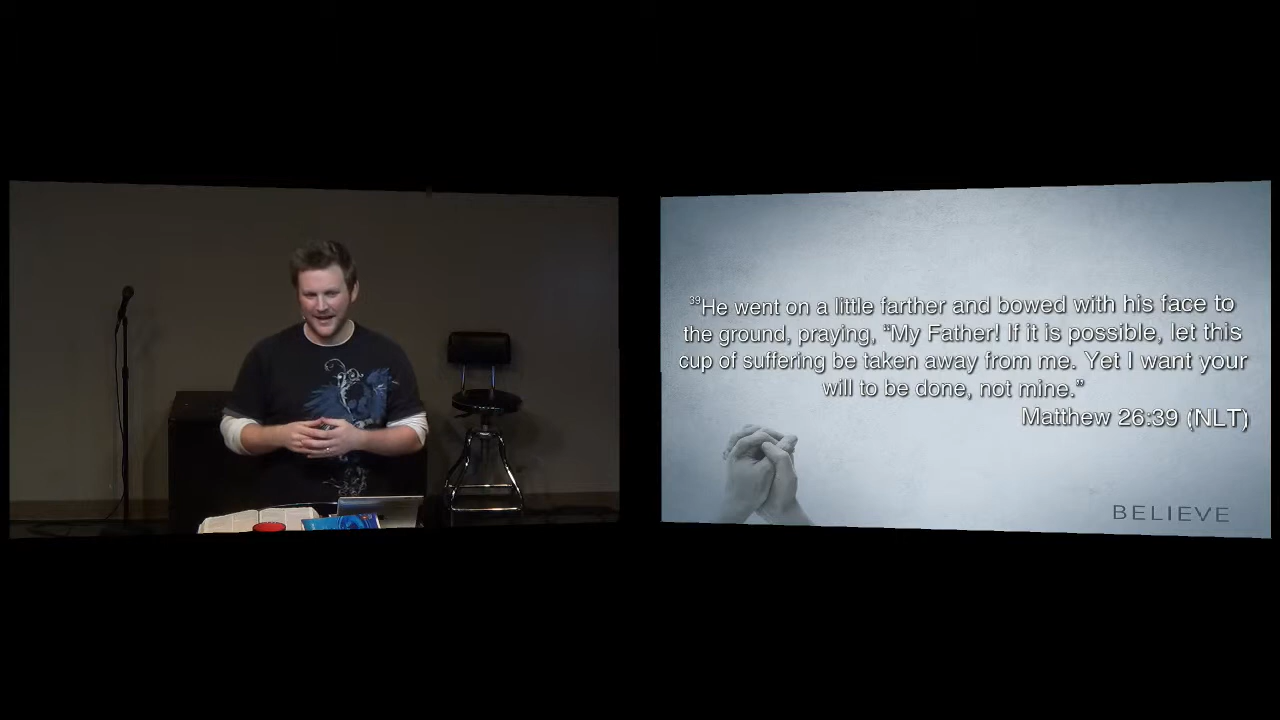 39He went on a little farther and bowed with his face to
the ground, praying, “My Father! If it is possible, let this
cup of suffering be taken away from me. Yet I want your
will to be done, not mine.”
Matthew 26:39 (NLT)
BELIEVE